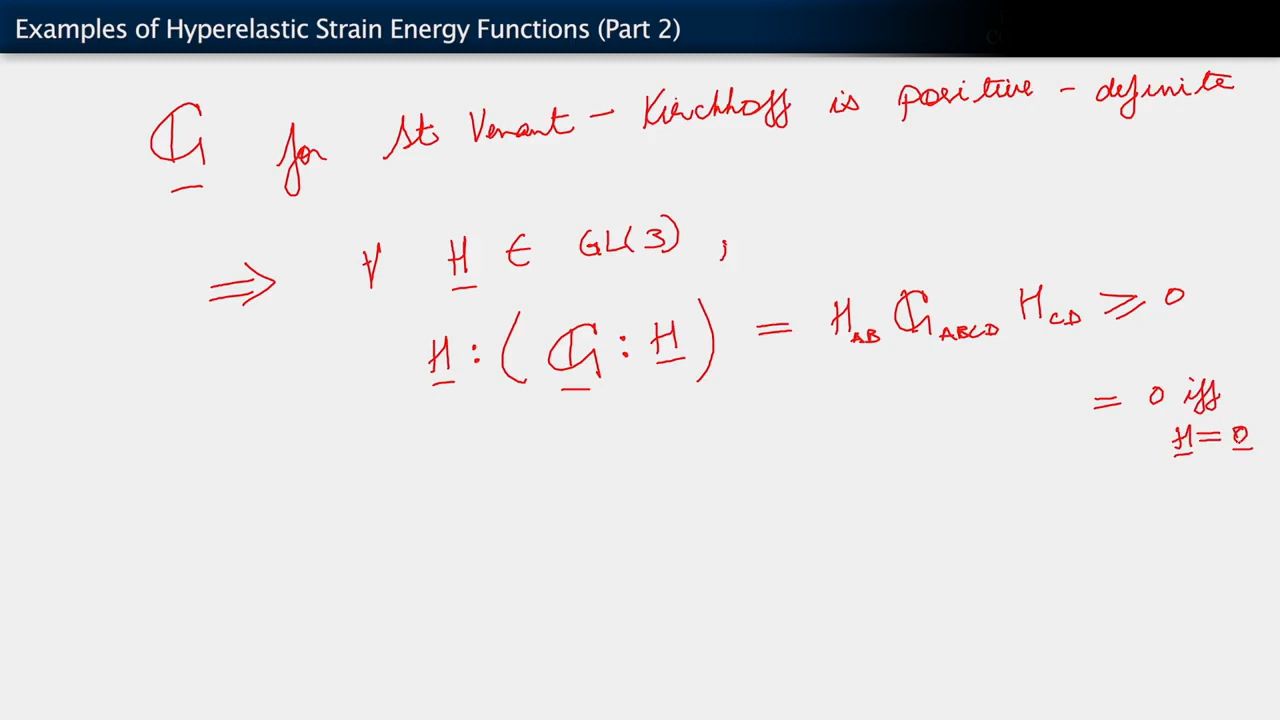 Examples of Hyperelastic Strain Energy Functions (Part 2)
ℂ for St. Venant - Kirchhoff is positive - definite
⇒ ∀ H ∈ GL(3) ,
H : ( ℂ : H ) = H_AB ℂ_ABCD H_CD ≥ 0
= 0 iff
H = 0